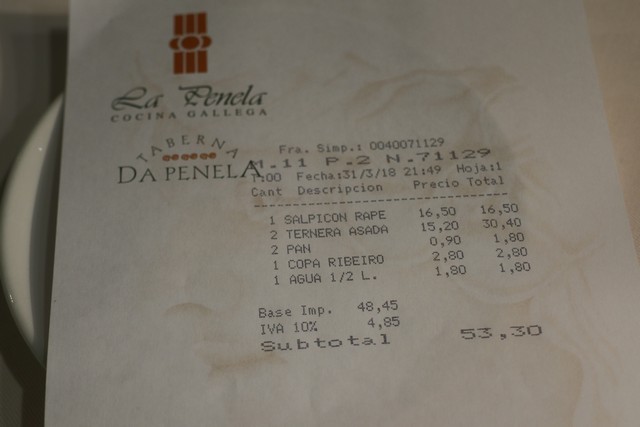 La Penela
COCINA GALLEGA
TABERNA
DA PENELA
Fra. Simp.: 0040071129
M.11 P.2 N.71129
T:00 Fecha:31/3/18 21:49 Hoja:1
Cant Descripcion Precio Total
1 SALPICON RAPE 16,50 16,50
2 TERNERA ASADA 15,20 30,40
2 PAN 0,90 1,80
1 COPA RIBEIRO 2,80 2,80
1 AGUA 1/2 L. 1,80 1,80
Base Imp. 48,45
IVA 10% 4,85
Subtotal 53,30